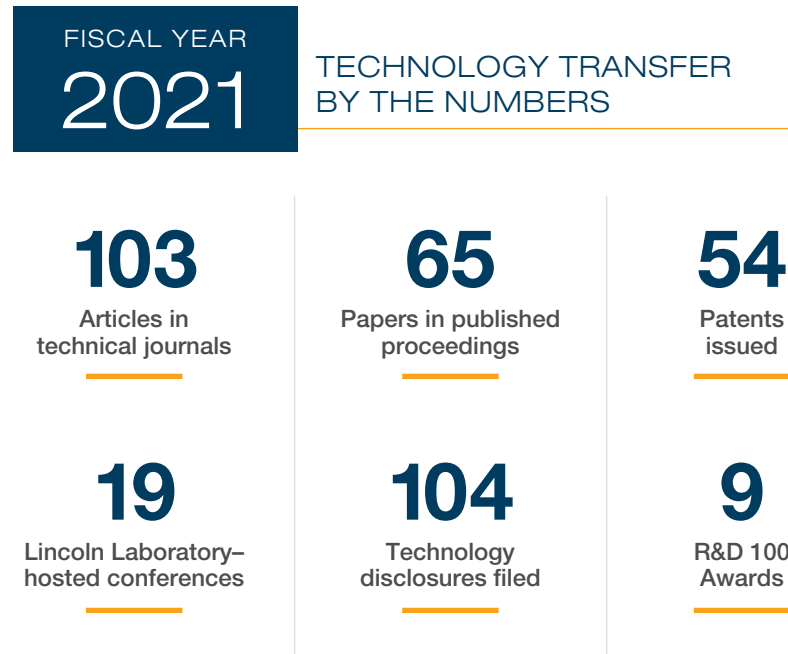 FISCAL YEAR
2021
TECHNOLOGY TRANSFER
BY THE NUMBERS
103
Articles in
technical journals
65
Papers in published
proceedings
54
Patents
issued
19
Lincoln Laboratory–
hosted conferences
104
Technology
disclosures filed
9
R&D 100
Awards